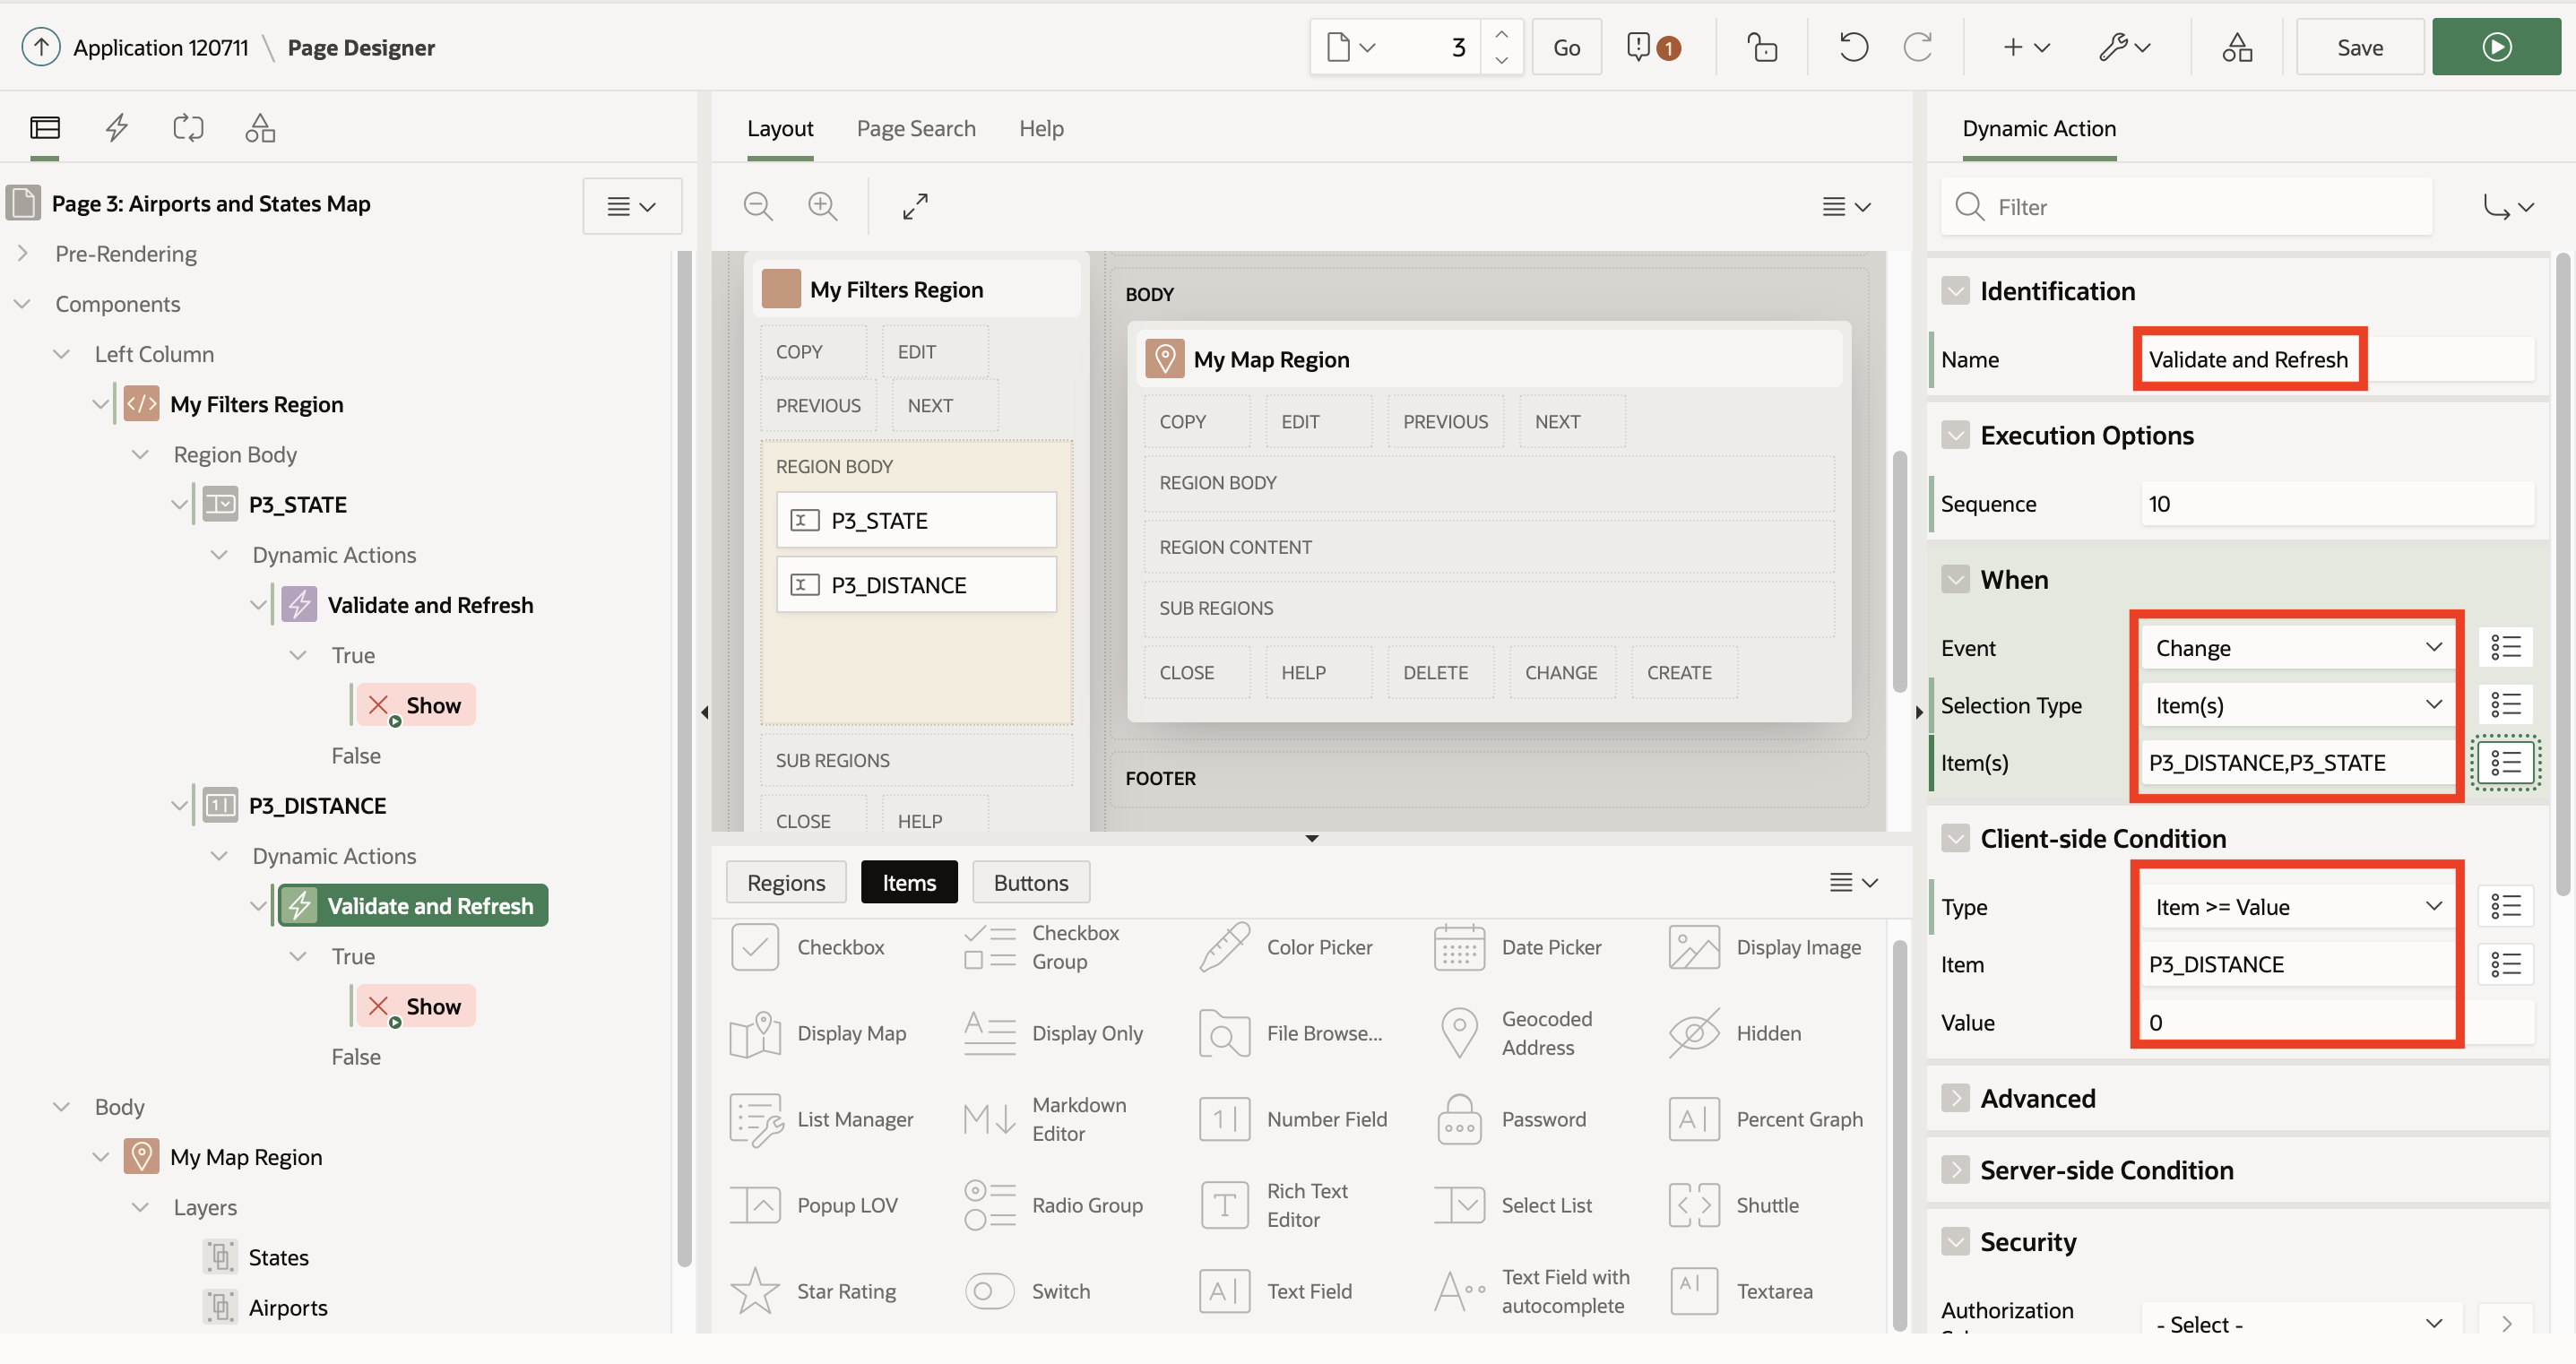 Application 120711 \ Page Designer
3
Go
1
Save
Page 3: Airports and States Map
Pre-Rendering
Components
Left Column
My Filters Region
Region Body
P3_STATE
Dynamic Actions
Validate and Refresh
True
Show
False
P3_DISTANCE
Dynamic Actions
Validate and Refresh
True
Show
False
Body
My Map Region
Layers
States
Airports
Layout
Page Search
Help
My Filters Region
COPY
EDIT
PREVIOUS
NEXT
REGION BODY
P3_STATE
P3_DISTANCE
SUB REGIONS
CLOSE
HELP
BODY
My Map Region
COPY
EDIT
PREVIOUS
NEXT
REGION BODY
REGION CONTENT
SUB REGIONS
CLOSE
HELP
DELETE
CHANGE
CREATE
FOOTER
Regions
Items
Buttons
Checkbox
Checkbox
Group
Color Picker
Date Picker
Display Image
Display Map
Display Only
File Browse...
Geocoded
Address
Hidden
List Manager
Markdown
Editor
Number Field
Password
Percent Graph
Popup LOV
Radio Group
Rich Text
Editor
Select List
Shuttle
Star Rating
Switch
Text Field
Text Field with
autocomplete
Textarea
Dynamic Action
Filter
Identification
Name
Validate and Refresh
Execution Options
Sequence
10
When
Event
Change
Selection Type
Item(s)
Item(s)
P3_DISTANCE,P3_STATE
Client-side Condition
Type
Item >= Value
Item
P3_DISTANCE
Value
0
Advanced
Server-side Condition
Security
Authorization
- Select -